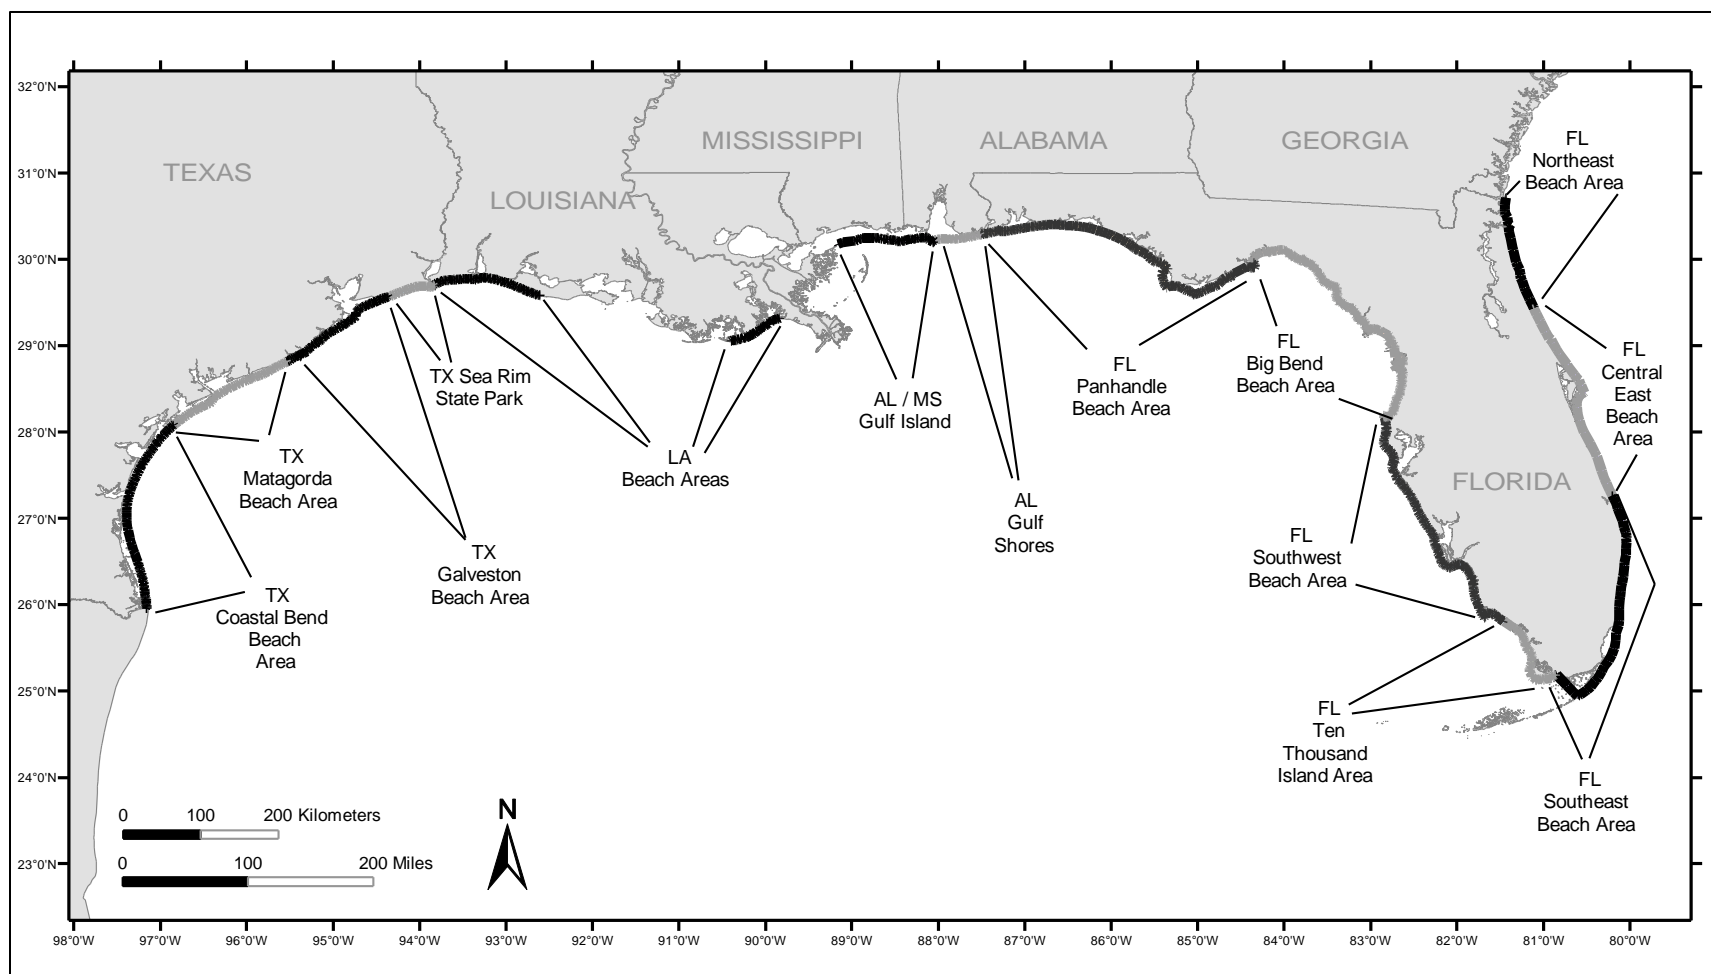 32°0'N
31°0'N
30°0'N
29°0'N
28°0'N
27°0'N
26°0'N
25°0'N
24°0'N
23°0'N
TEXAS
LOUISIANA
MISSISSIPPI
ALABAMA
GEORGIA
FLORIDA
FL
Northeast
Beach Area
FL
Central
East
Beach
Area
FL
Big Bend
Beach Area
FL
Panhandle
Beach Area
TX Sea Rim
State Park
AL / MS
Gulf Island
TX
Matagorda
Beach Area
LA
Beach Areas
AL
Gulf
Shores
FL
Southwest
Beach Area
TX
Galveston
Beach Area
TX
Coastal Bend
Beach
Area
FL
Ten
Thousand
Island Area
FL
Southeast
Beach Area
0 100 200 Kilometers
0 100 200 Miles
N
98°0'W 97°0'W 96°0'W 95°0'W 94°0'W 93°0'W 92°0'W 91°0'W 90°0'W 89°0'W 88°0'W 87°0'W 86°0'W 85°0'W 84°0'W 83°0'W 82°0'W 81°0'W 80°0'W